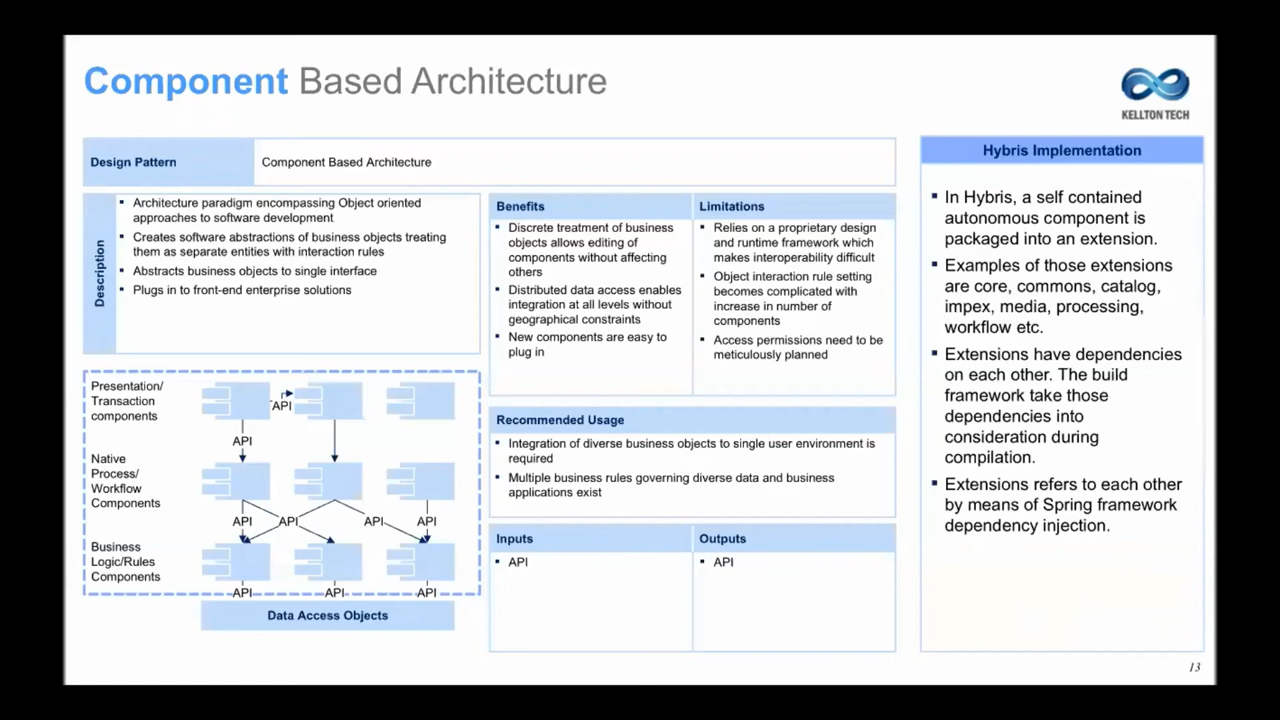 Component Based Architecture
KELLTON TECH
Design Pattern
Component Based Architecture
Description
▪ Architecture paradigm encompassing Object oriented
approaches to software development
▪ Creates software abstractions of business objects treating
them as separate entities with interaction rules
▪ Abstracts business objects to single interface
▪ Plugs in to front-end enterprise solutions
Benefits
▪ Discrete treatment of business
objects allows editing of
components without affecting
others
▪ Distributed data access enables
integration at all levels without
geographical constraints
▪ New components are easy to
plug in
Limitations
▪ Relies on a proprietary design
and runtime framework which
makes interoperability difficult
▪ Object interaction rule setting
becomes complicated with
increase in number of
components
▪ Access permissions need to be
meticulously planned
Presentation/
Transaction
components
API
API
Native
Process/
Workflow
Components
API
API
API
API
Business
Logic/Rules
Components
API
API
API
Data Access Objects
Recommended Usage
▪ Integration of diverse business objects to single user environment is
required
▪ Multiple business rules governing diverse data and business
applications exist
Inputs
▪ API
Outputs
▪ API
Hybris Implementation
▪ In Hybris, a self contained
autonomous component is
packaged into an extension.
▪ Examples of those extensions
are core, commons, catalog,
impex, media, processing,
workflow etc.
▪ Extensions have dependencies
on each other. The build
framework take those
dependencies into
consideration during
compilation.
▪ Extensions refers to each other
by means of Spring framework
dependency injection.
13